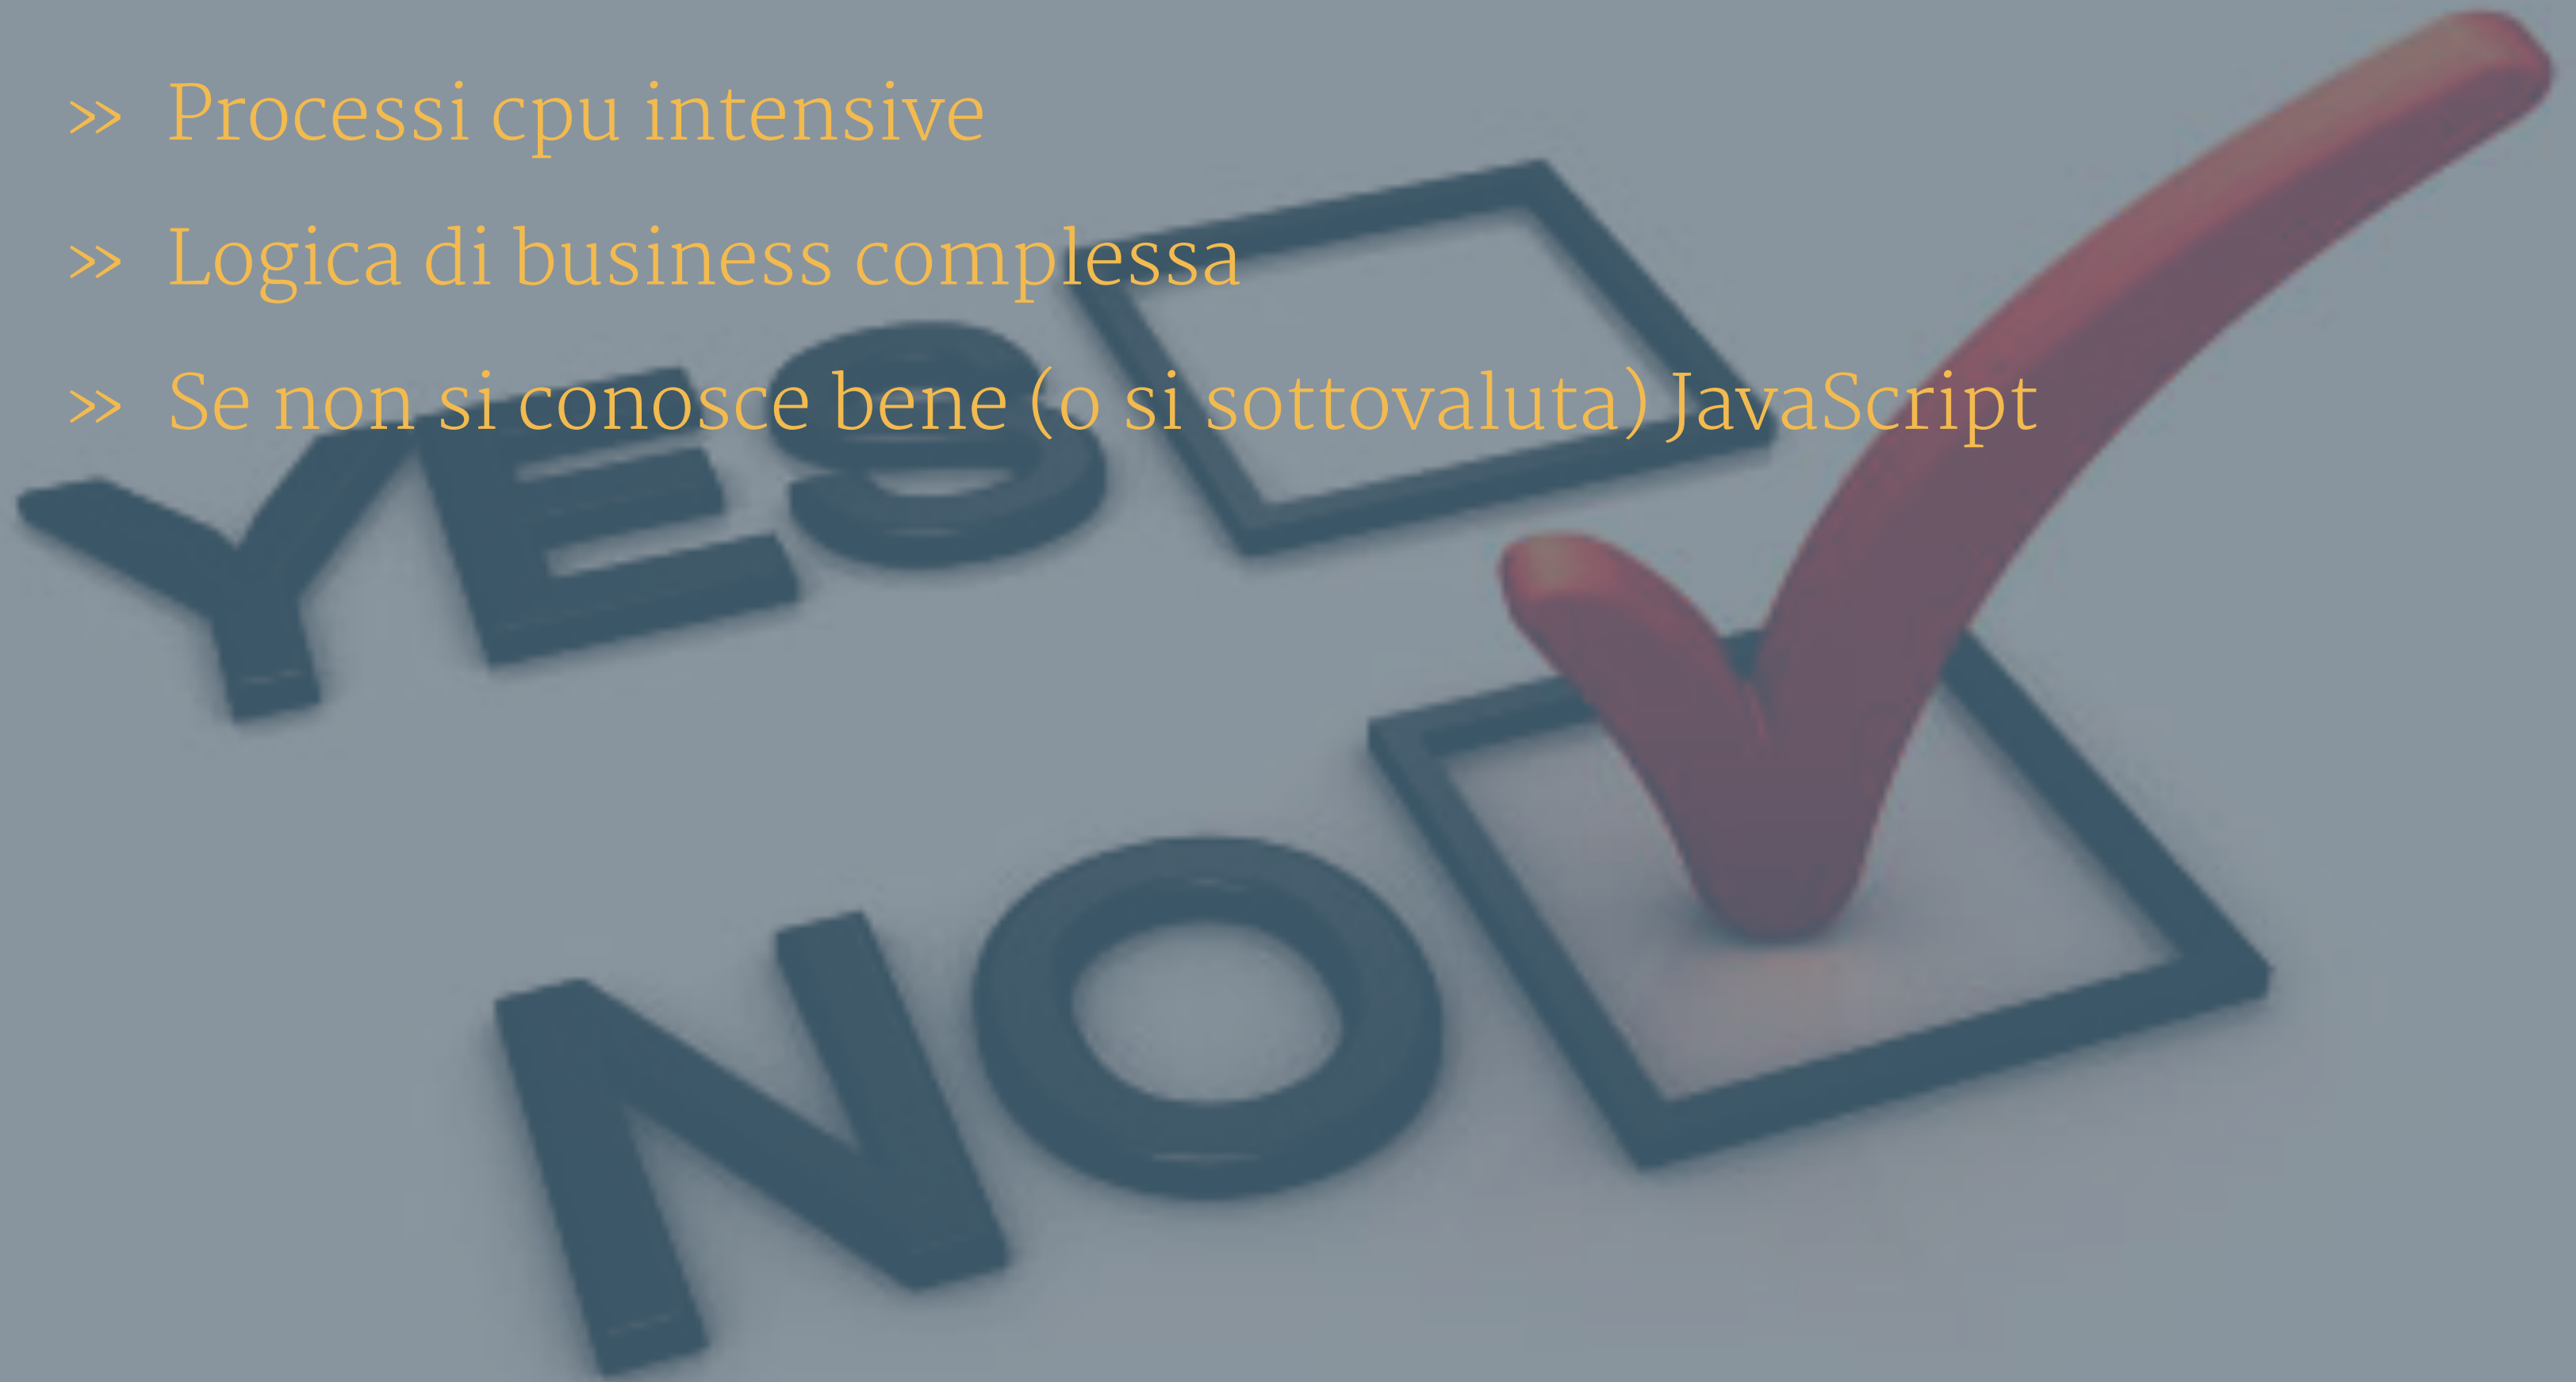 » Processi cpu intensive
» Logica di business complessa
» Se non si conosce bene (o si sottovaluta) JavaScript
YES
NO